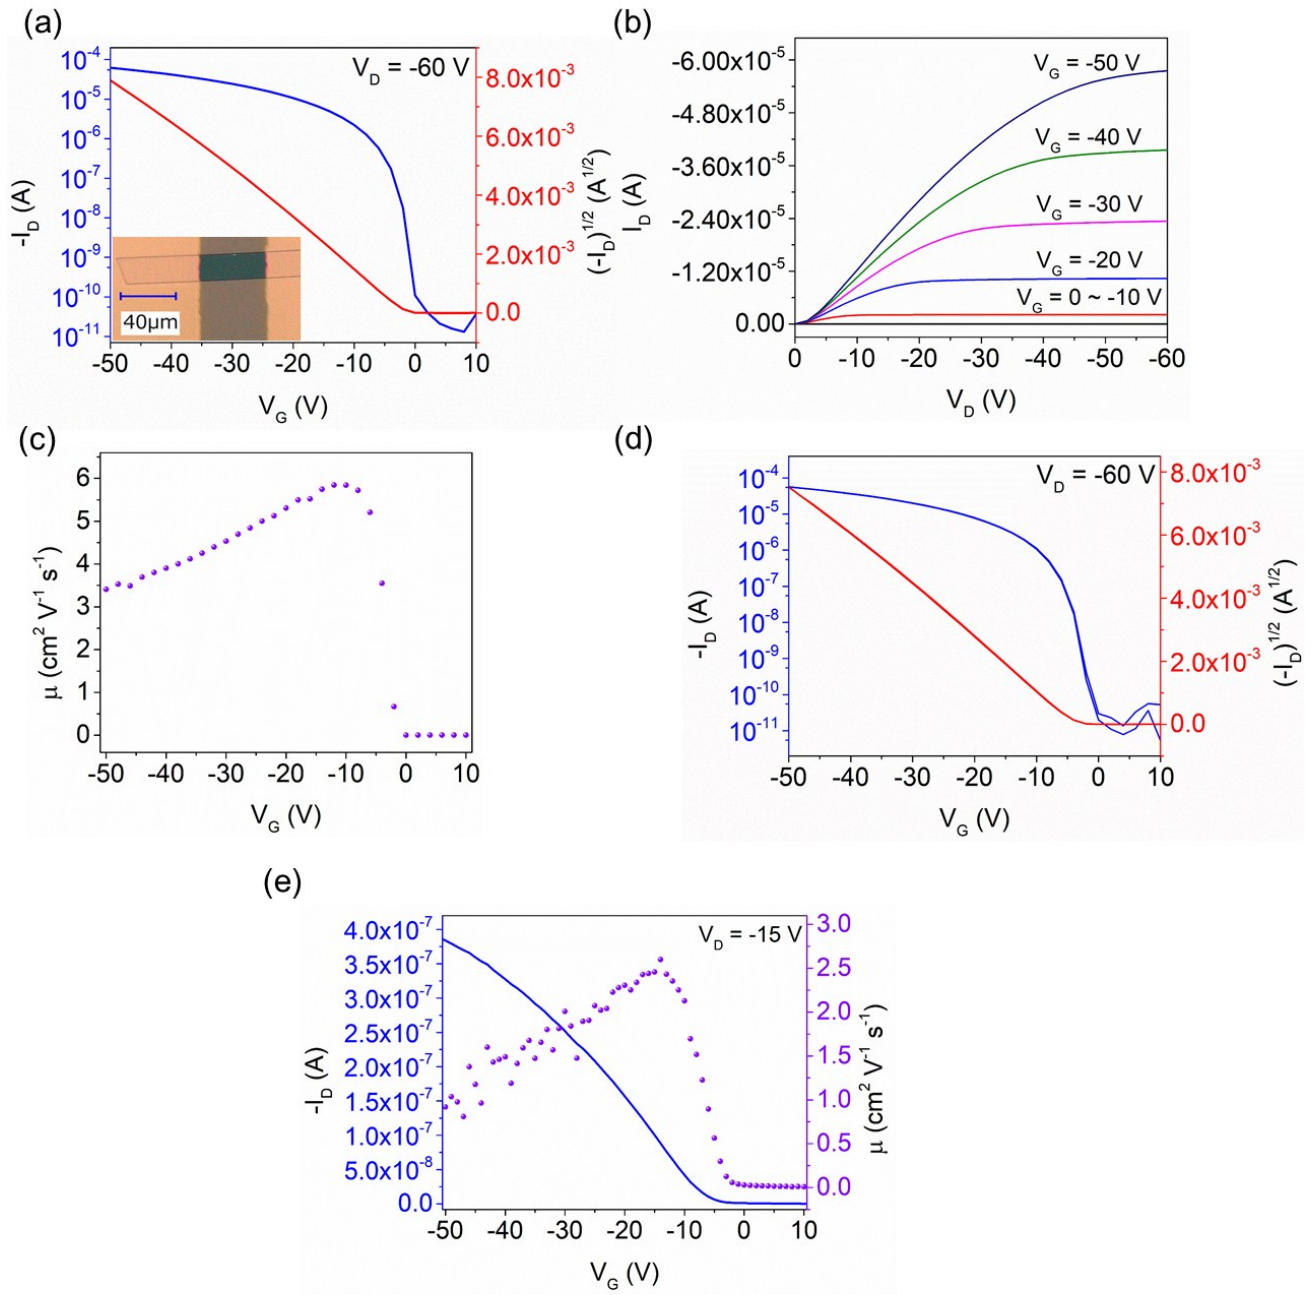 (a)
V_D = -60 V
10^-4
10^-5
10^-6
10^-7
10^-8
10^-9
10^-10
10^-11
-I_D (A)
8.0x10^-3
6.0x10^-3
4.0x10^-3
2.0x10^-3
0.0
(-I_D)^1/2 (A^1/2)
40μm
-50 -40 -30 -20 -10 0 10
V_G (V)
(b)
-6.00x10^-5
-4.80x10^-5
-3.60x10^-5
-2.40x10^-5
-1.20x10^-5
0.00
I_D (A)
V_G = -50 V
V_G = -40 V
V_G = -30 V
V_G = -20 V
V_G = 0 ~ -10 V
0 -10 -20 -30 -40 -50 -60
V_D (V)
(c)
6
5
4
3
2
1
0
μ (cm^2 V^-1 s^-1)
-50 -40 -30 -20 -10 0 10
V_G (V)
(d)
V_D = -60 V
10^-4
10^-5
10^-6
10^-7
10^-8
10^-9
10^-10
10^-11
-I_D (A)
8.0x10^-3
6.0x10^-3
4.0x10^-3
2.0x10^-3
0.0
(-I_D)^1/2 (A^1/2)
-50 -40 -30 -20 -10 0 10
V_G (V)
(e)
V_D = -15 V
4.0x10^-7
3.5x10^-7
3.0x10^-7
2.5x10^-7
2.0x10^-7
1.5x10^-7
1.0x10^-7
5.0x10^-8
0.0
-I_D (A)
3.0
2.5
2.0
1.5
1.0
0.5
0.0
μ (cm^2 V^-1 s^-1)
-50 -40 -30 -20 -10 0 10
V_G (V)